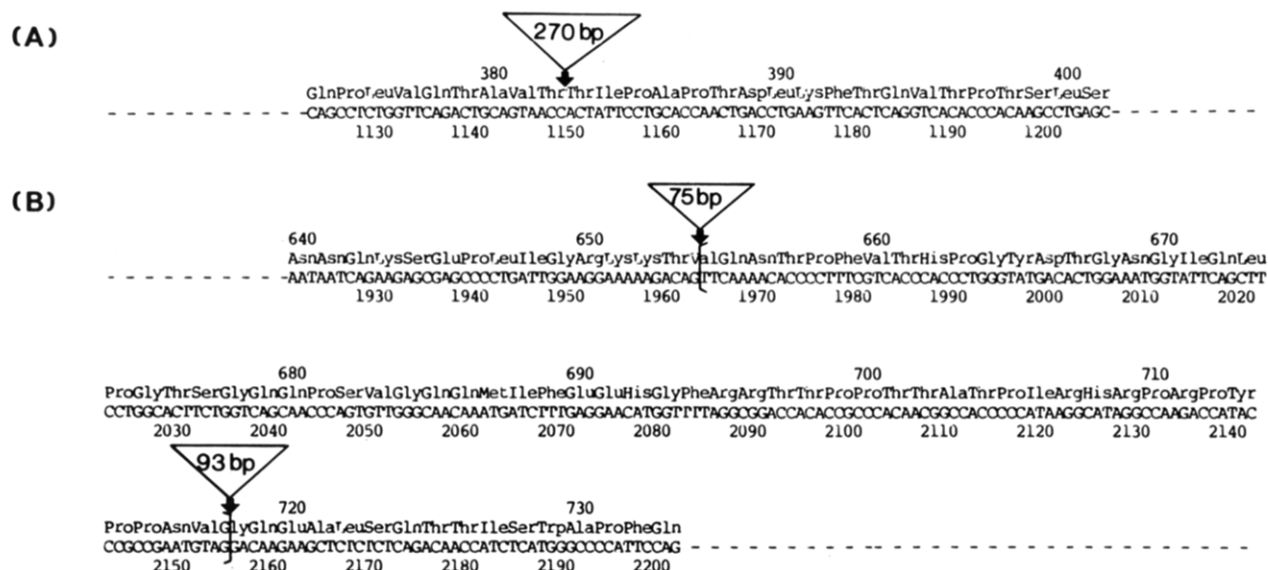 (A)
270 bp
380 390 400
GlnProLeuValGlnThrAlaValThrThrIleProAlaProThrAspLeuLysPheThrGlnValThrProThrSerLeuSer
CAGCCTCTGGTTCAGACTGCAGTAACCACTATTCCTGCACCAACTGACCTGAAGTTCACTCAGGTCACACCCACAAGCCTGAGC
1130 1140 1150 1160 1170 1180 1190 1200
(B)
75 bp
640 650 660 670
AsnAsnGlnLysSerGluProLeuIleGlyArgLysLysThrValGlnAsnThrProPheValThrHisProGlyTyrAspThrGlyAsnGlyIleGlnLeu
AATAATCAGAAGAGCGAGCCCCTGATTGGAAGGAAAAAGACAGTTCAAAACACCCCTTTCGTCACCCACCCTGGGTATGACACTGGAAATGGTATTCAGCTT
1930 1940 1950 1960 1970 1980 1990 2000 2010 2020
680 690 700 710
ProGlyThrSerGlyGlnGlnProSerValGlyGlnGlnMetIlePheGluGluHisGlyPheArgArgThrThrProProThrThrAlaThrProIleArgHisArgProArgProTyr
CCTGGCACTTCTGGTCAGCAACCCAGTGTTGGGCAACAAATGATCTTTGAGGAACATGGTTTTAGGCGGACCACACCGCCCACAACGGCCACCCCCATAAGGCATAGGCCAAGACCATAC
2030 2040 2050 2060 2070 2080 2090 2100 2110 2120 2130 2140
93 bp
720 730
ProProAsnValGlyGlnGluAlaLeuSerGlnThrThrIleSerTrpAlaProPheGln
CCGCCGAATGTAGGACAAGAAGCTCTCTCTCAGACAACCATCTCATGGGCCCCATTCCAG
2150 2160 2170 2180 2190 2200